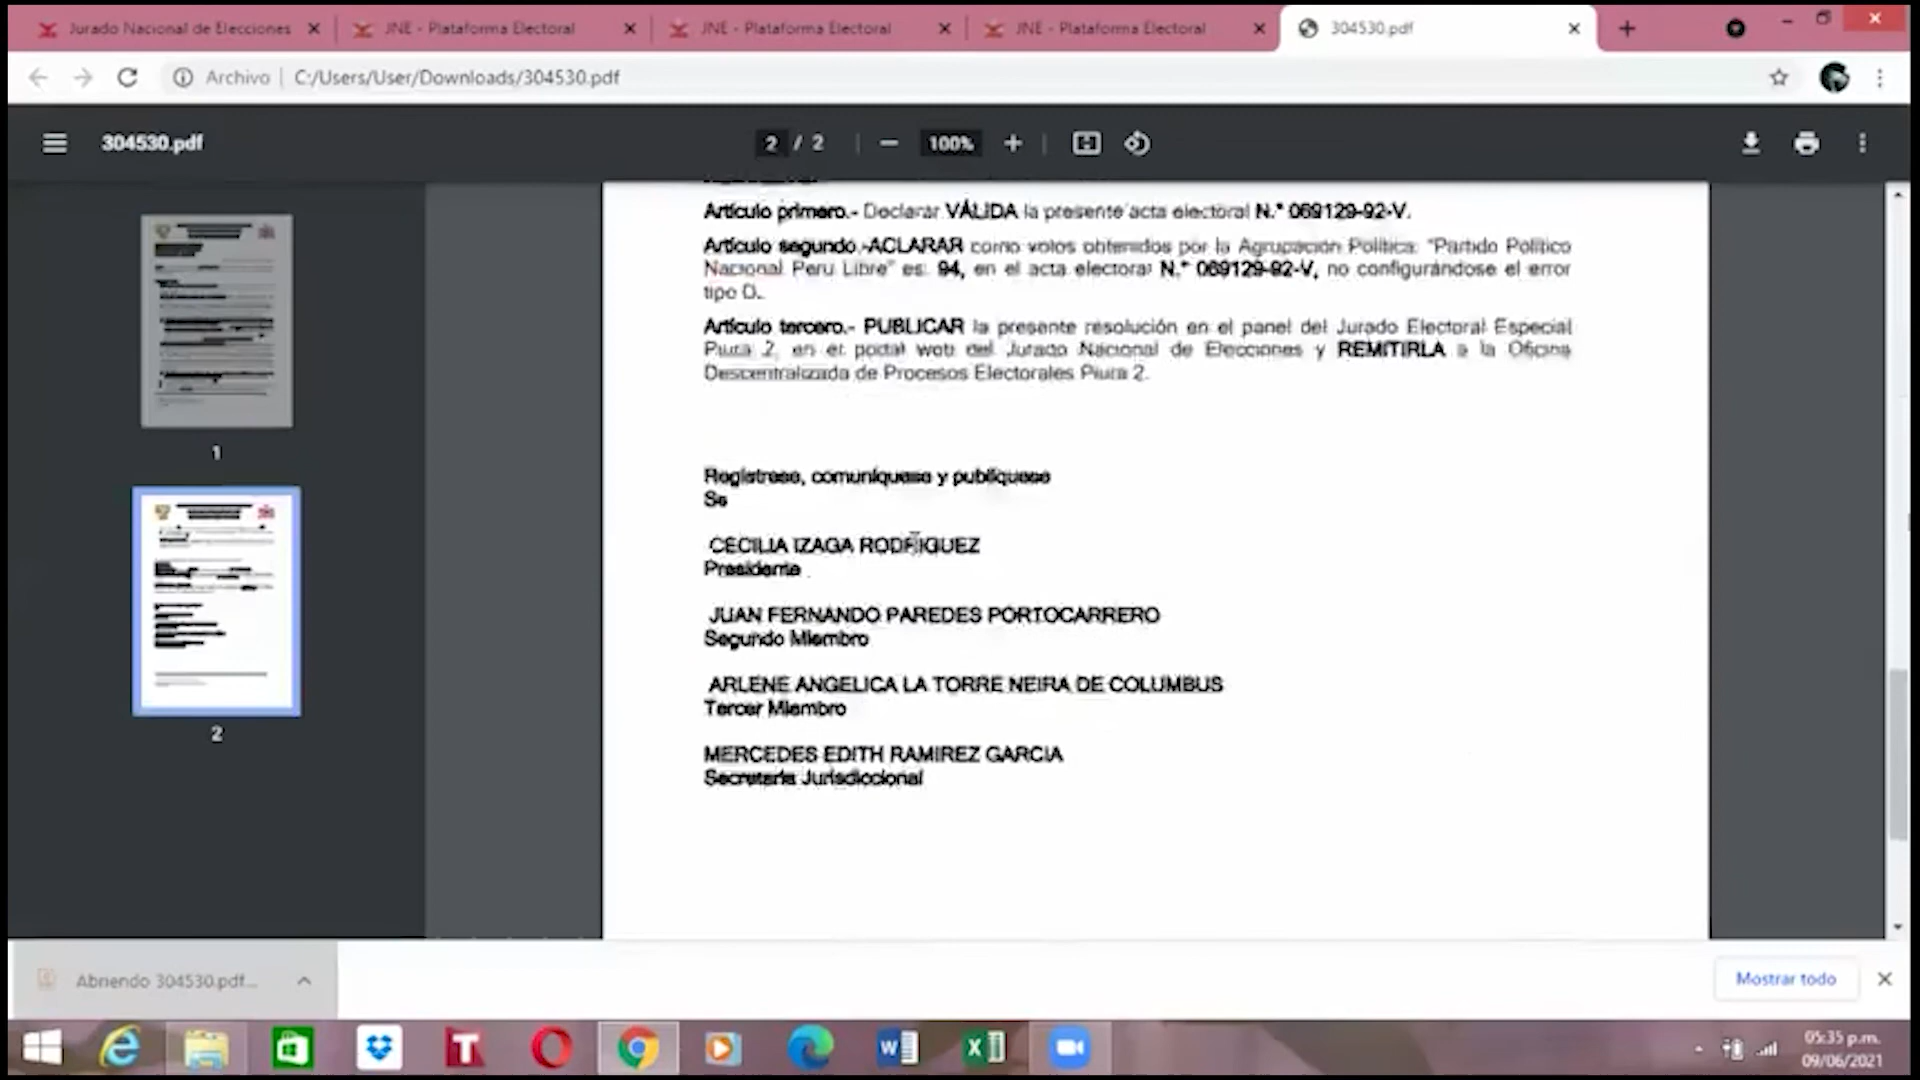 Jurado Nacional de Elecciones
JNE - Plataforma Electoral
JNE - Plataforma Electoral
JNE - Plataforma Electoral
304530.pdf
Archivo | C:/Users/User/Downloads/304530.pdf
304530.pdf
2 / 2
100%
1
2
Artículo primero.- Declarar VÁLIDA la presente acta electoral N.° 069129-92-V.
Artículo segundo.-ACLARAR como votos obtenidos por la Agrupación Política: "Partido Político
Nacional Peru Libre" es: 94, en el acta electoral N.° 069129-92-V, no configurándose el error
tipo D.
Artículo tercero.- PUBLICAR la presente resolución en el panel del Jurado Electoral Especial
Piura 2, en el portal web del Jurado Nacional de Elecciones y REMITIRLA a la Oficina
Descentralizada de Procesos Electorales Piura 2.
Regístrese, comuníquese y publíquese
Ss
CECILIA IZAGA RODRIGUEZ
Presidente
JUAN FERNANDO PAREDES PORTOCARRERO
Segundo Miembro
ARLENE ANGELICA LA TORRE NEIRA DE COLUMBUS
Tercer Miembro
MERCEDES EDITH RAMIREZ GARCIA
Secretaria Jurisdiccional
Abriendo 304530.pdf...
Mostrar todo
05:35 p.m.
09/06/2021